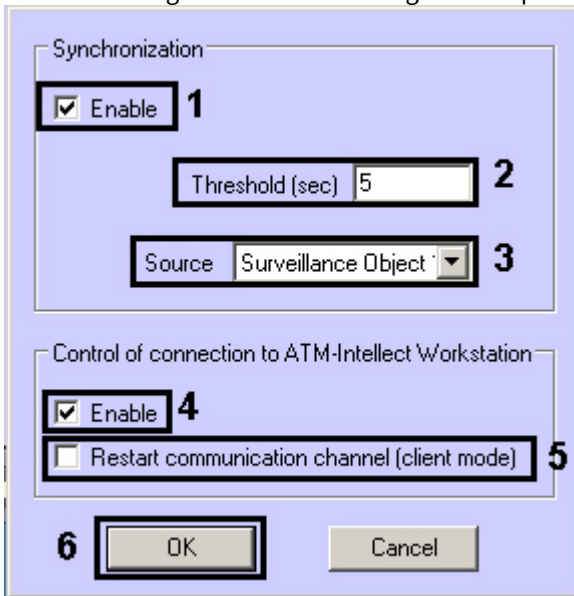 Synchronization
Enable 1
Threshold (sec) 5 2
Source Surveillance Object 3
Control of connection to ATM-Intellect Workstation
Enable 4
Restart communication channel (client mode) 5
6 OK Cancel